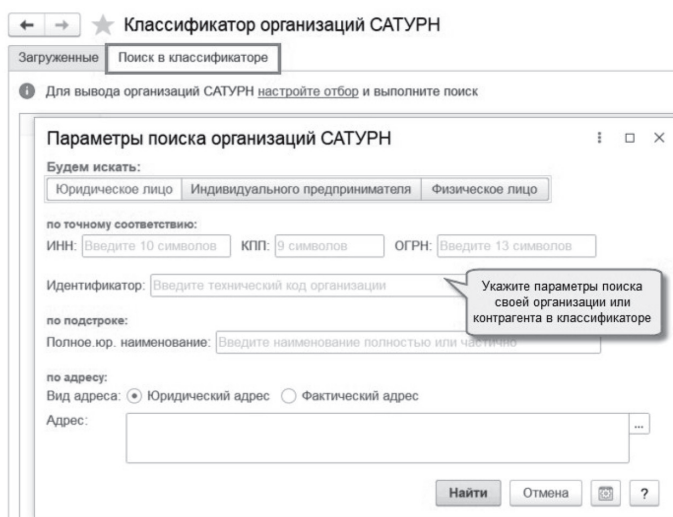 Классификатор организаций САТУРН
Загруженные Поиск в классификаторе
Для вывода организаций САТУРН настройте отбор и выполните поиск
Параметры поиска организаций САТУРН
Будем искать:
Юридическое лицо Индивидуального предпринимателя Физическое лицо
по точному соответствию:
ИНН: Введите 10 символов КПП: 9 символов ОГРН: Введите 13 символов
Идентификатор: Введите технический код организации
Укажите параметры поиска
своей организации или
контрагента в классификаторе
по подстроке:
Полное.юр. наименование: Введите наименование полностью или частично
по адресу:
Вид адреса: Юридический адрес Фактический адрес
Адрес:
...
Найти Отмена ?